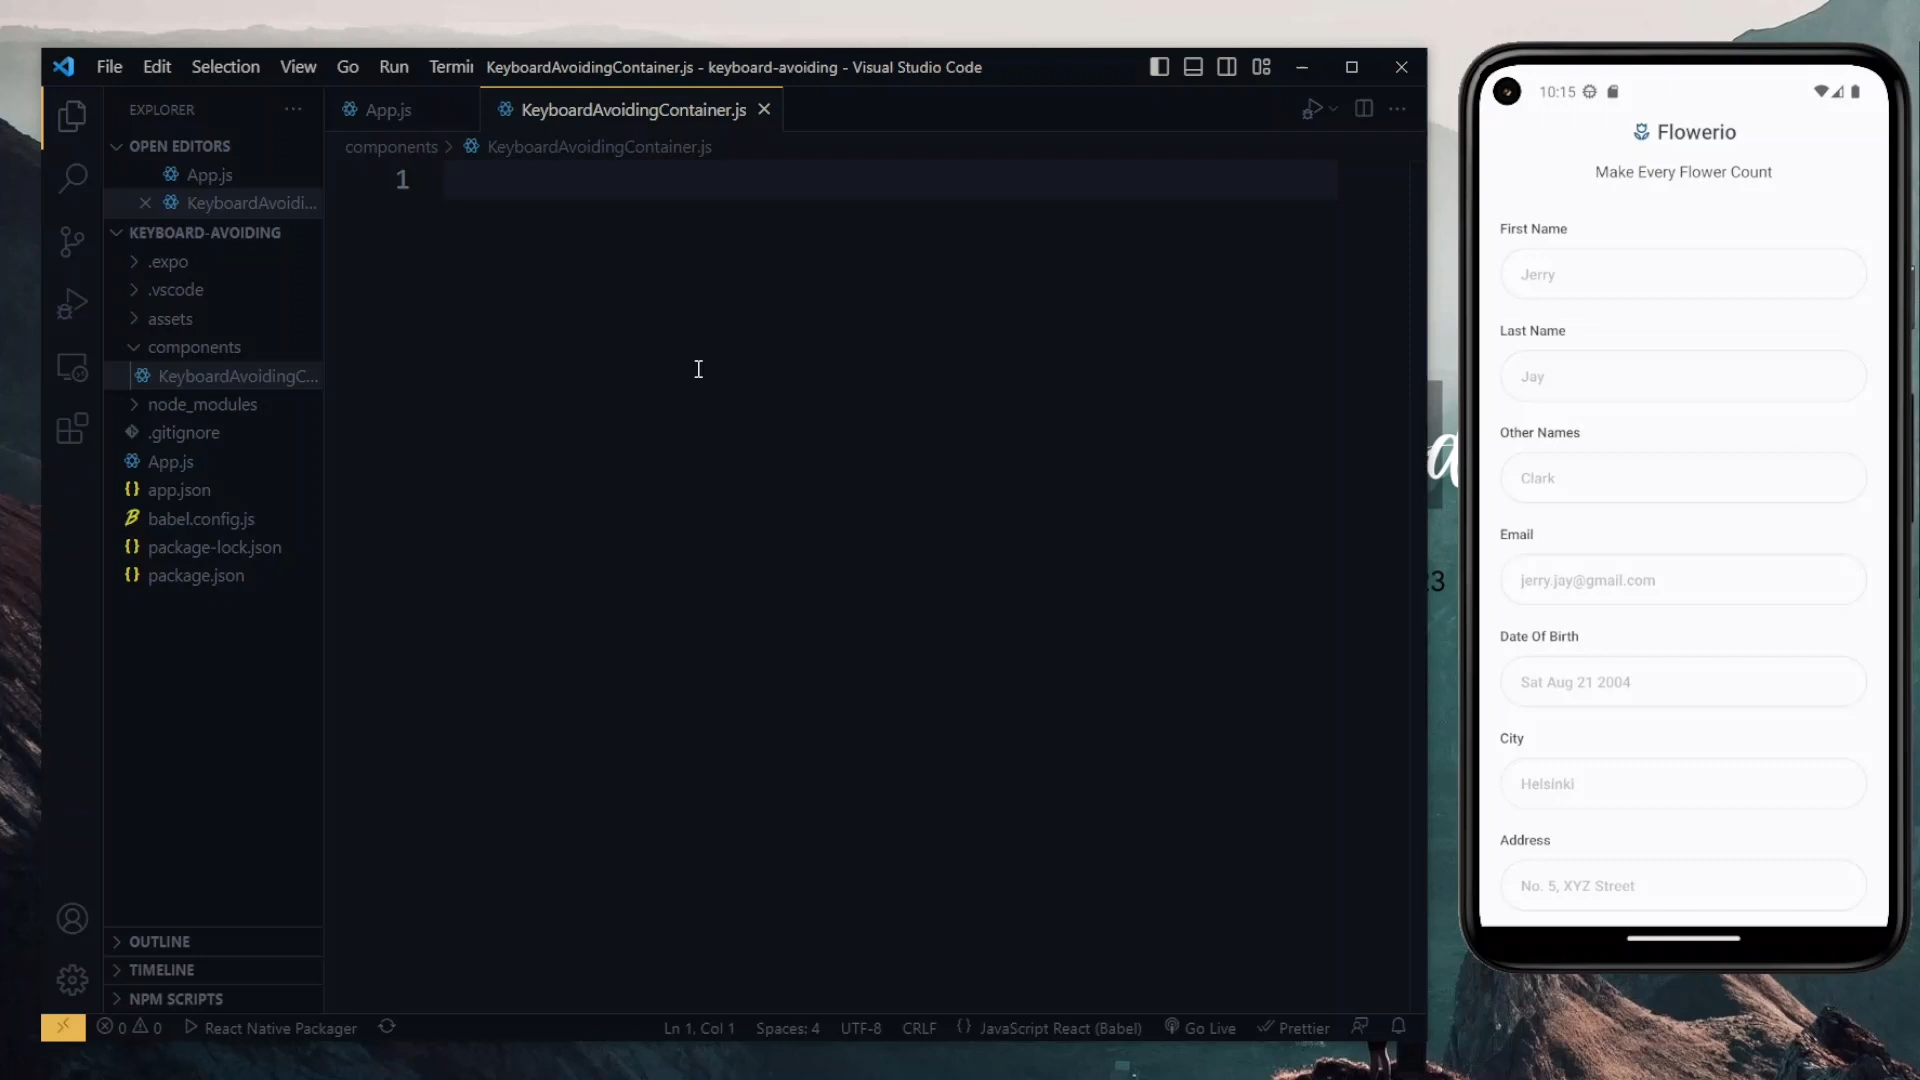 File Edit Selection View Go Run Termii KeyboardAvoidingContainer.js - keyboard-avoiding - Visual Studio Code
EXPLORER
OPEN EDITORS
App.js
KeyboardAvoidi...
KEYBOARD-AVOIDING
.expo
.vscode
assets
components
KeyboardAvoidingC...
node_modules
.gitignore
App.js
{} app.json
babel.config.js
{} package-lock.json
{} package.json
OUTLINE
TIMELINE
NPM SCRIPTS
App.js KeyboardAvoidingContainer.js
components > KeyboardAvoidingContainer.js
1
0 0 React Native Packager Ln 1, Col 1 Spaces: 4 UTF-8 CRLF {} JavaScript React (Babel) Go Live Prettier
10:15
Flowerio
Make Every Flower Count
First Name
Jerry
Last Name
Jay
Other Names
Clark
Email
jerry.jay@gmail.com
Date Of Birth
Sat Aug 21 2004
City
Helsinki
Address
No. 5, XYZ Street